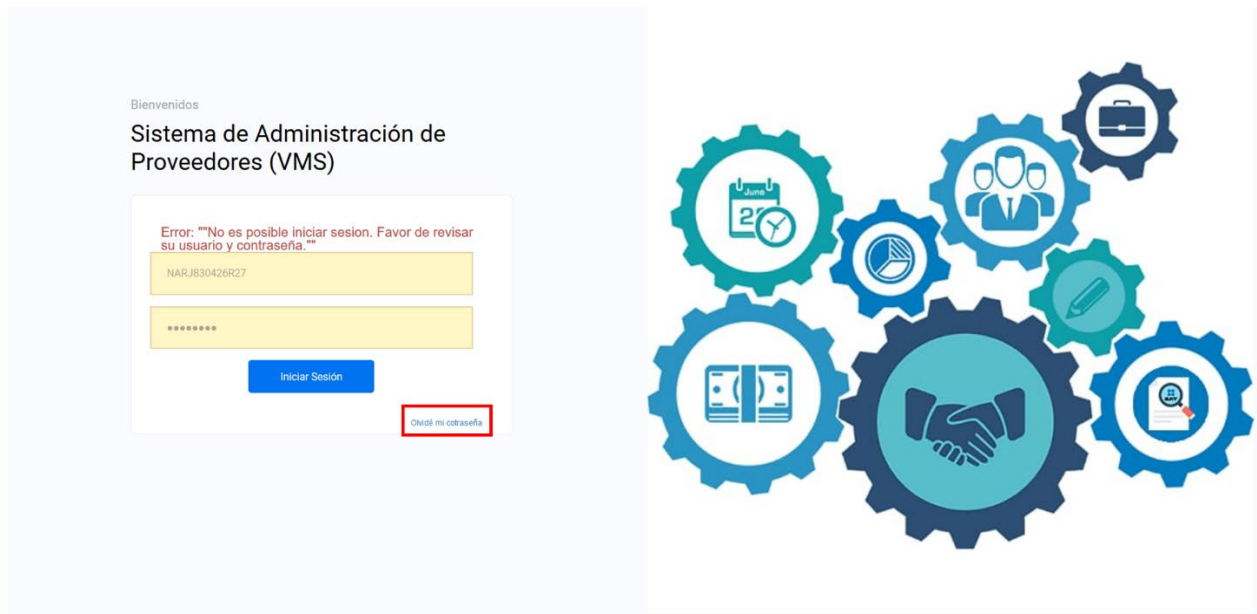 Bienvenidos
Sistema de Administración de
Proveedores (VMS)
Error: ""No es posible iniciar sesion. Favor de revisar
su usuario y contraseña.""
NARJ830426R27
Iniciar Sesión
Olvidé mi cotraseña
June